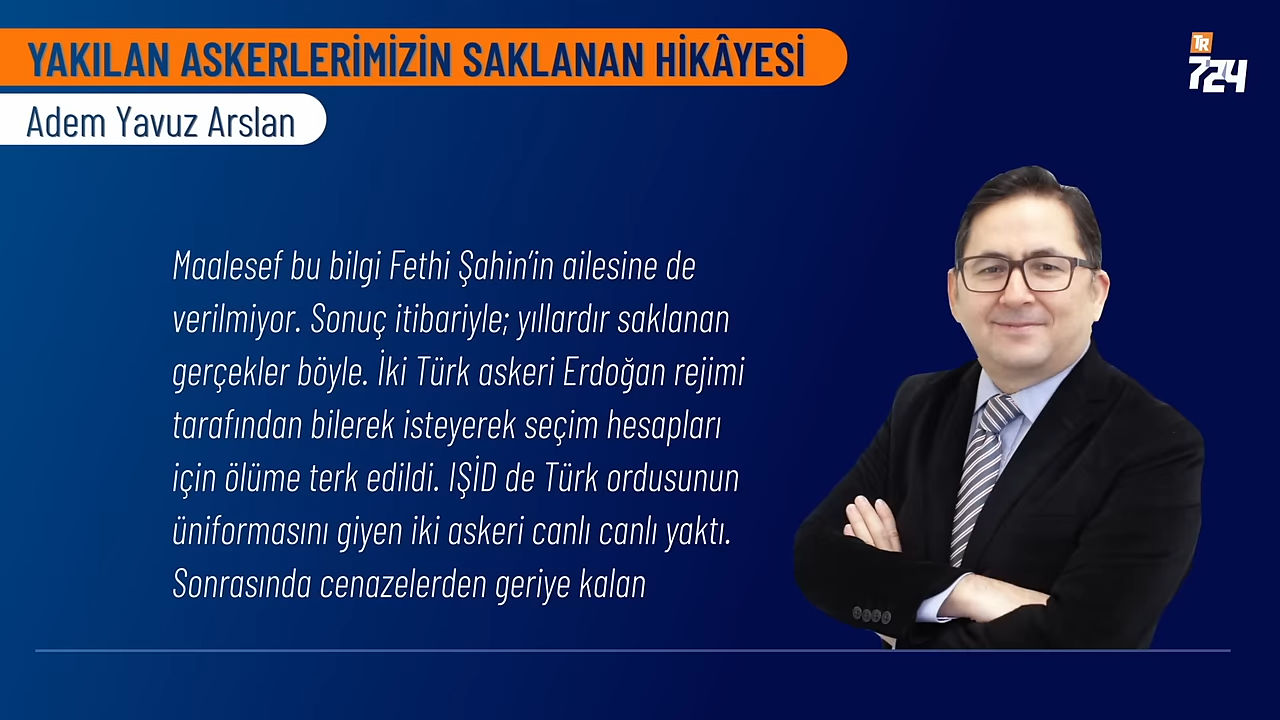 YAKILAN ASKERLERİMİZİN SAKLANAN HİKÂYESİ
Adem Yavuz Arslan
TR
724
Maalesef bu bilgi Fethi Şahin’in ailesine de
verilmiyor. Sonuç itibariyle; yıllardır saklanan
gerçekler böyle. İki Türk askeri Erdoğan rejimi
tarafından bilerek isteyerek seçim hesapları
için ölüme terk edildi. IŞİD de Türk ordusunun
üniformasını giyen iki askeri canlı canlı yaktı.
Sonrasında cenazelerden geriye kalan